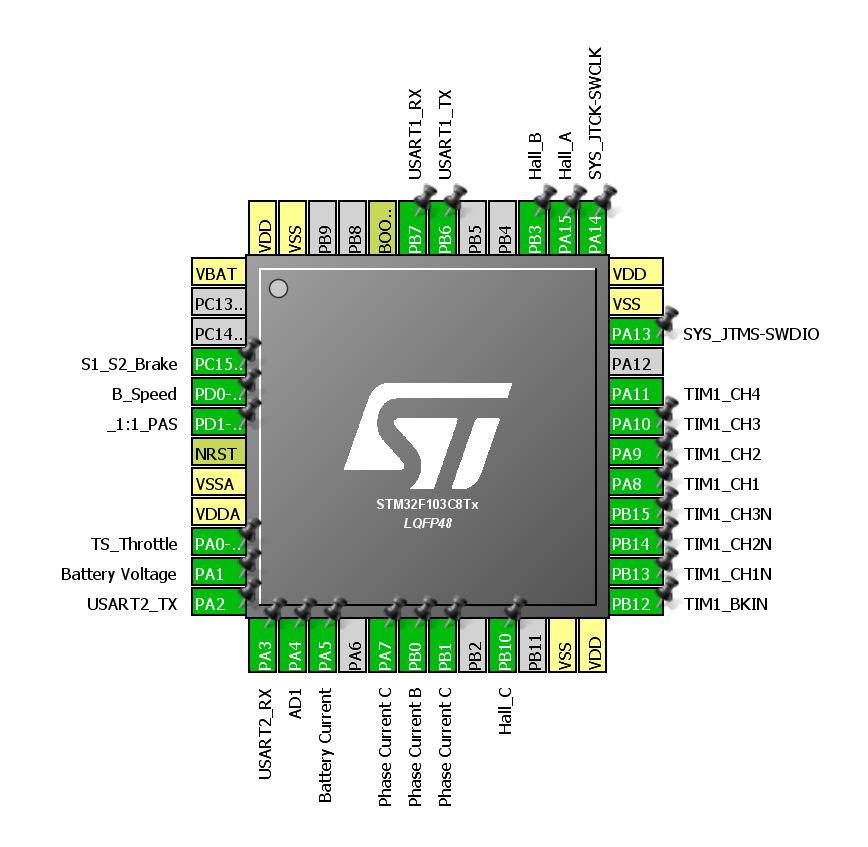 USART1_RX
USART1_TX
Hall_B
Hall_A
SYS_JTCK-SWCLK
VDD
VSS
PB9
PB8
BOO..
PB7
PB6
PB5
PB4
PB3
PA15
PA14
VBAT
PC13..
PC14..
S1_S2_Brake PC15..
B_Speed PD0-..
_1:1_PAS PD1-..
NRST
VSSA
VDDA
TS_Throttle PA0-..
Battery Voltage PA1
USART2_TX PA2
ST
STM32F103C8Tx
LQFP48
VDD
VSS
PA13 SYS_JTMS-SWDIO
PA12
PA11 TIM1_CH4
PA10 TIM1_CH3
PA9 TIM1_CH2
PA8 TIM1_CH1
PB15 TIM1_CH3N
PB14 TIM1_CH2N
PB13 TIM1_CH1N
PB12 TIM1_BKIN
PA3
PA4
PA5
PA6
PA7
PB0
PB1
PB2
PB10
PB11
VSS
VDD
USART2_RX
AD1
Battery Current
Phase Current C
Phase Current B
Phase Current C
Hall_C